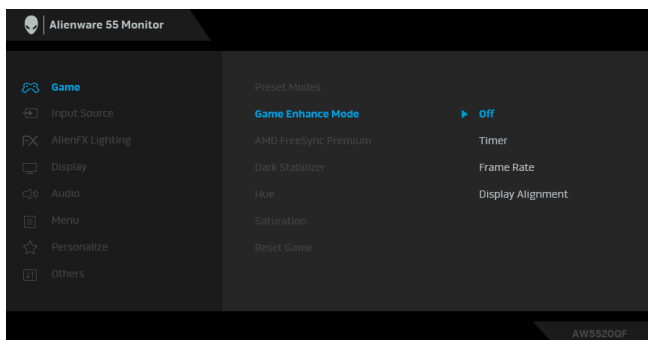 Alienware 55 Monitor
Game
Preset Modes
Input Source
Game Enhance Mode
Off
AlienFX Lighting
AMD FreeSync Premium
Timer
Display
Dark Stabilizer
Frame Rate
Audio
Hue
Display Alignment
Menu
Saturation
Personalize
Reset Game
Others
AW5520QF